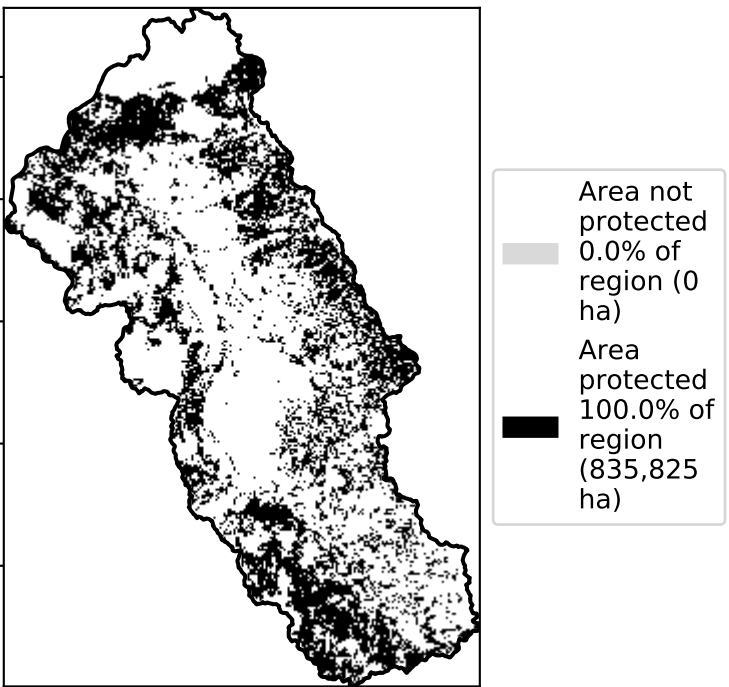 Area not
protected
0.0% of
region (0
ha)
Area
protected
100.0% of
region
(835,825
ha)